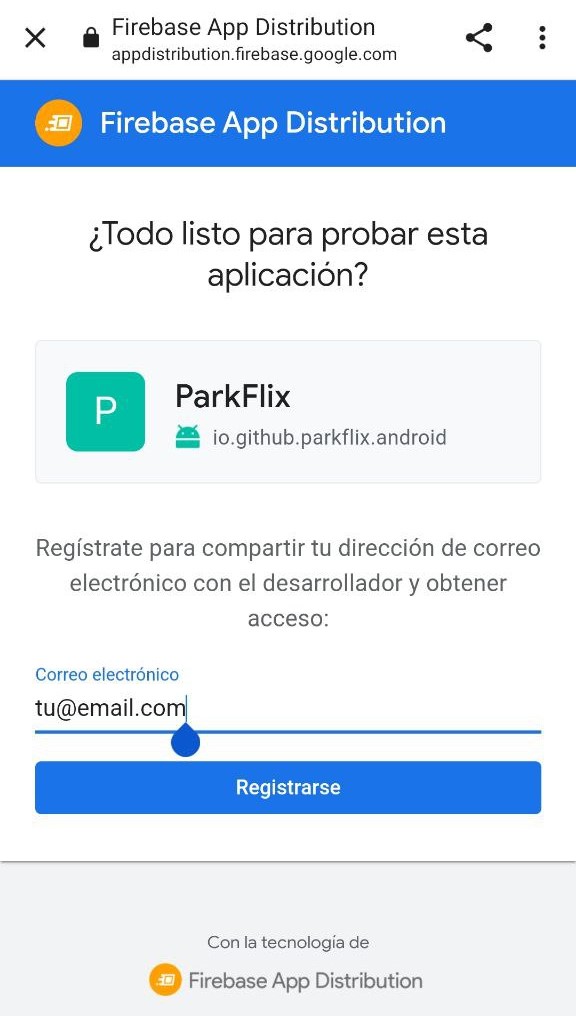 Firebase App Distribution
appdistribution.firebase.google.com
Firebase App Distribution
¿Todo listo para probar esta
aplicación?
P
ParkFlix
io.github.parkflix.android
Regístrate para compartir tu dirección de correo
electrónico con el desarrollador y obtener
acceso:
Correo electrónico
tu@email.com
Registrarse
Con la tecnología de
Firebase App Distribution